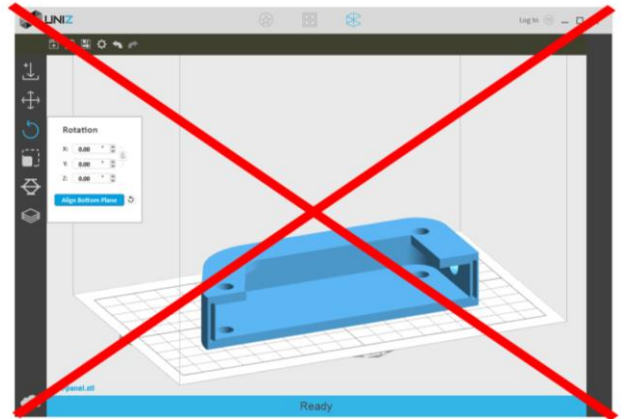 UNIZ
Log In
Rotation
X: 0.00 °
Y: 0.00 °
Z: 0.00 °
Align Bottom Plane
panel.stl
Ready